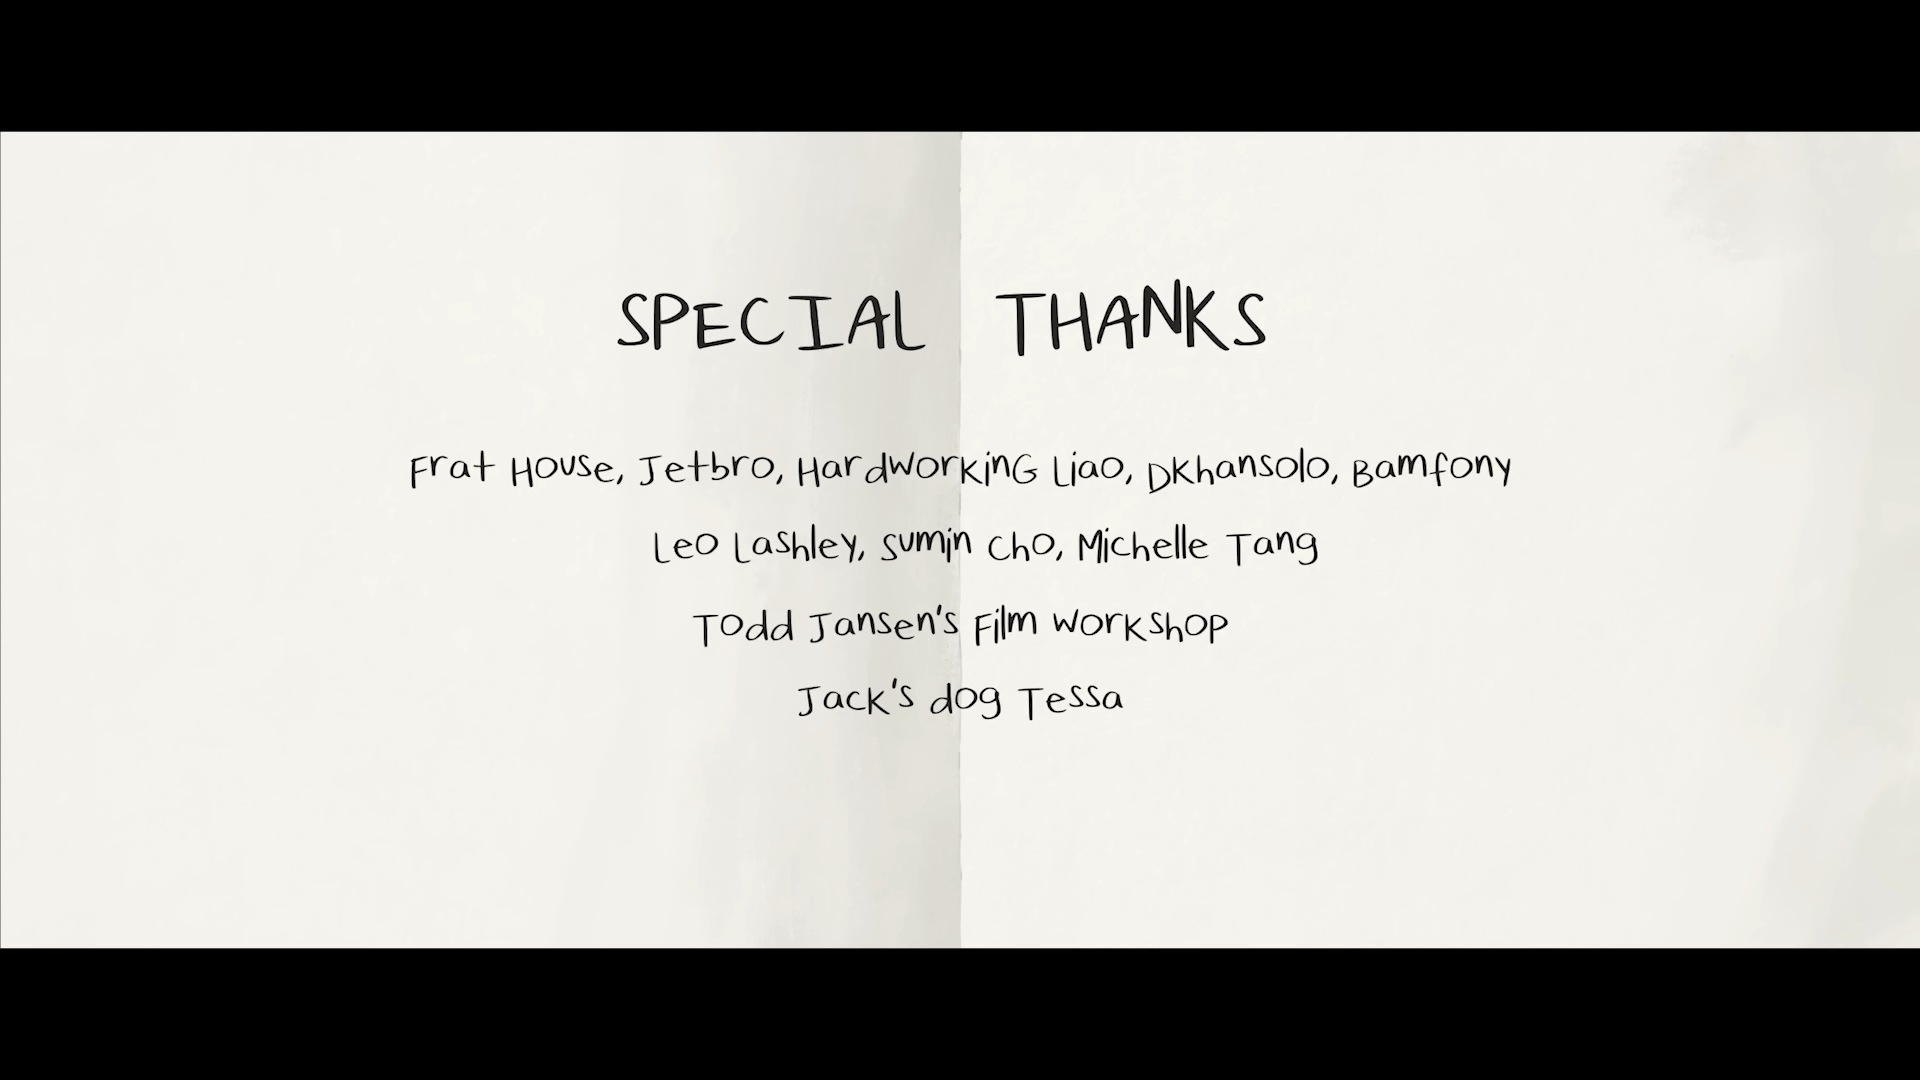 SPECIAL THANKS
Frat House, Jetbro, Hardworking Liao, DKhansolo, Bamfony
Leo Lashley, Sumin Cho, Michelle Tang
Todd Jansen's Film Workshop
Jack's dog Tessa